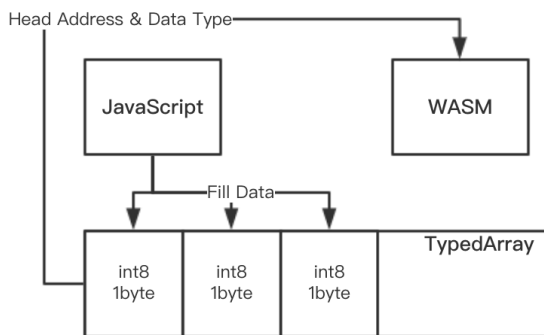 Head Address & Data Type
JavaScript
WASM
Fill Data
TypedArray
int8
1byte
int8
1byte
int8
1byte